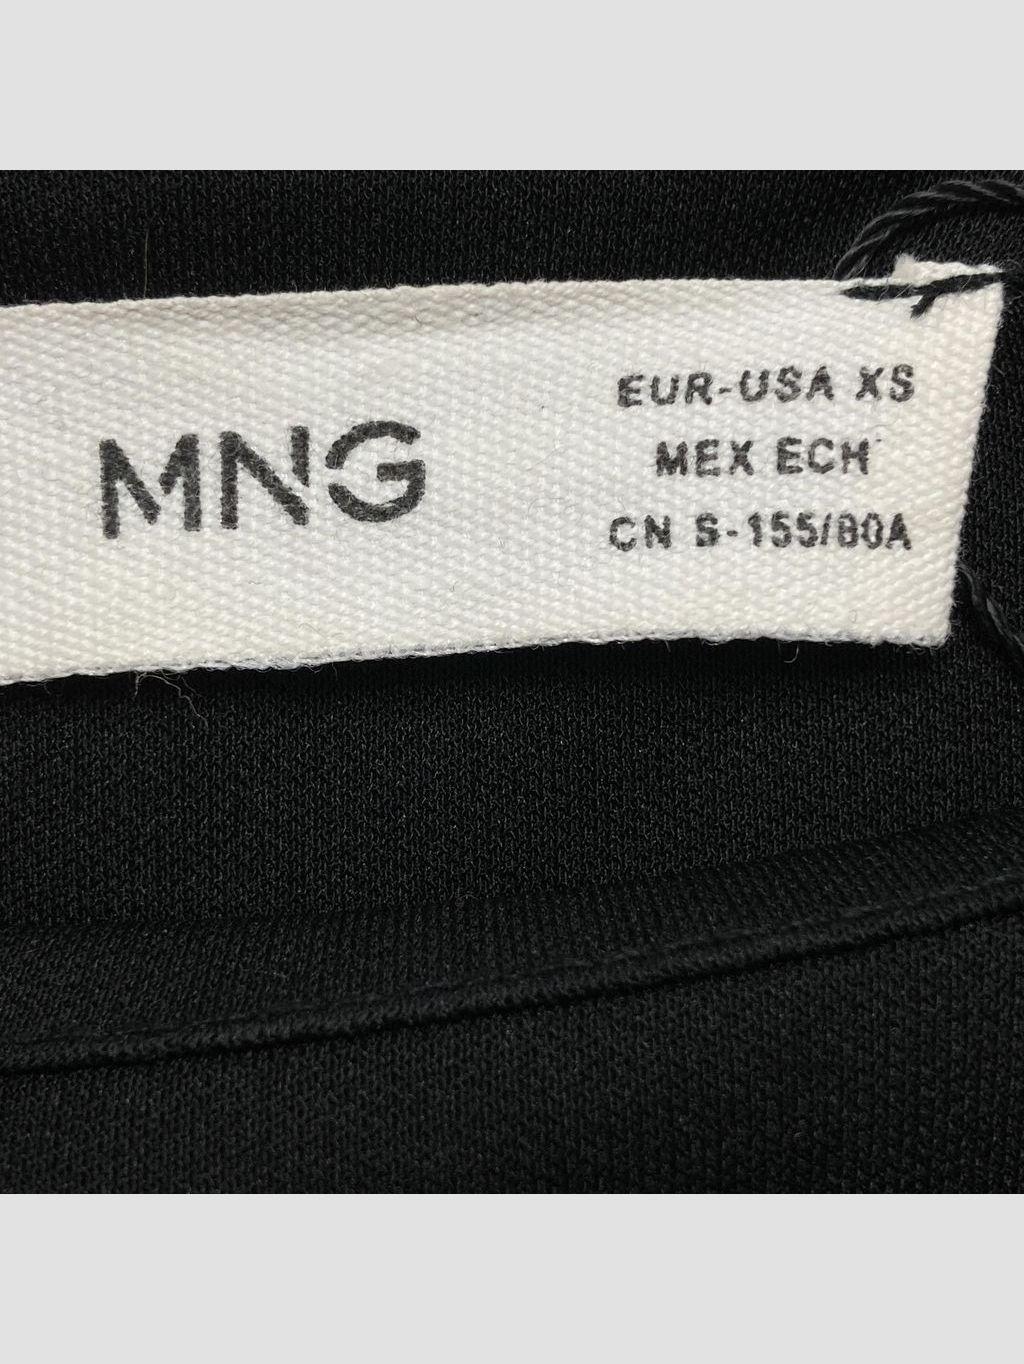 MNG
EUR-USA XS
MEX ECH
CN S-155/80A